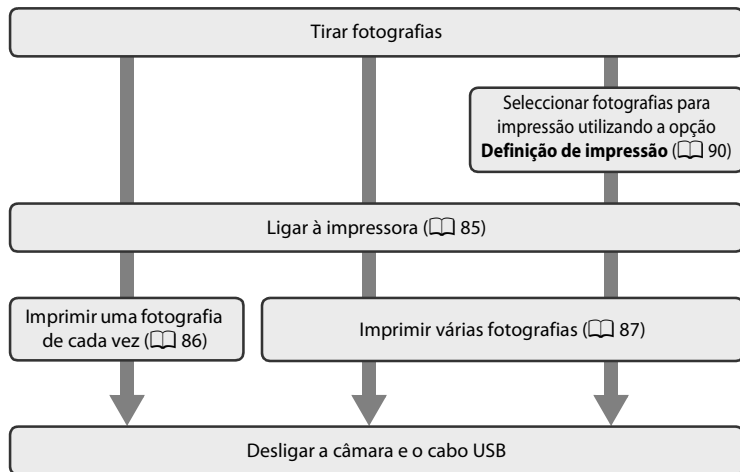 Tirar fotografias
Seleccionar fotografias para
impressão utilizando a opção
Definição de impressão (📖 90)
Ligar à impressora (📖 85)
Imprimir uma fotografia
de cada vez (📖 86)
Imprimir várias fotografias (📖 87)
Desligar a câmara e o cabo USB